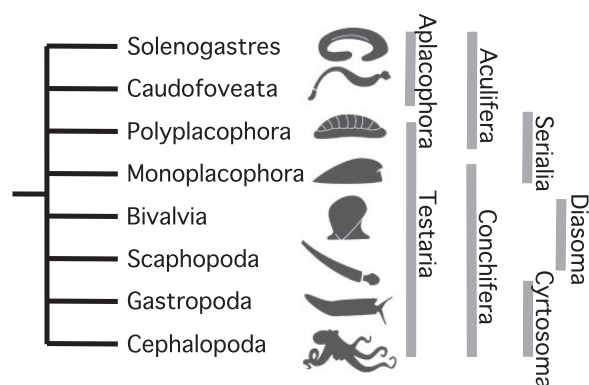 Solenogastres
Caudofoveata
Polyplacophora
Monoplacophora
Bivalvia
Scaphopoda
Gastropoda
Cephalopoda
Aplacophora
Testaria
Aculifera
Conchifera
Serialia
Cyrtosoma
Diasoma